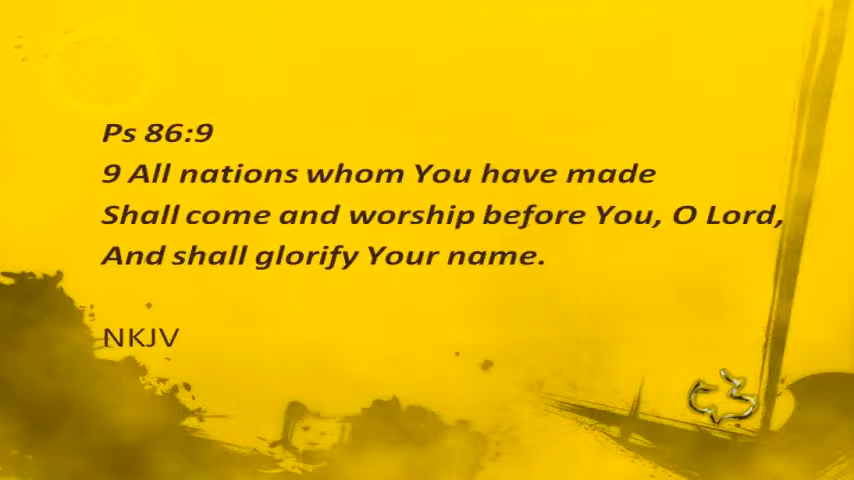 Ps 86:9
9 All nations whom You have made
Shall come and worship before You, O Lord,
And shall glorify Your name.
NKJV